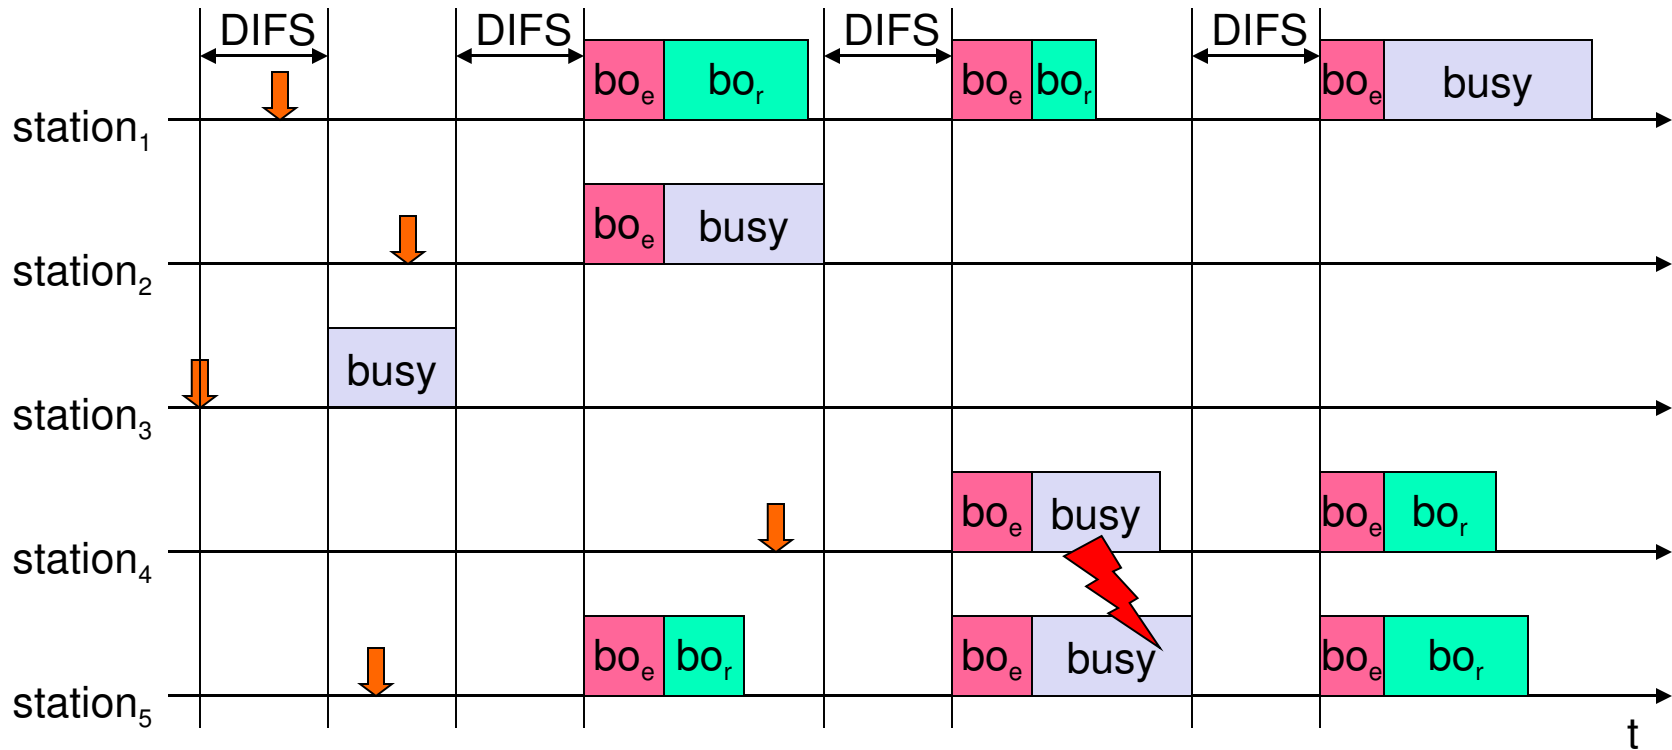 DIFS DIFS DIFS DIFS
station1 boe bor boe bor boe busy
station2 boe busy
station3 busy
station4 boe busy boe bor
station5 boe bor boe busy boe bor
t